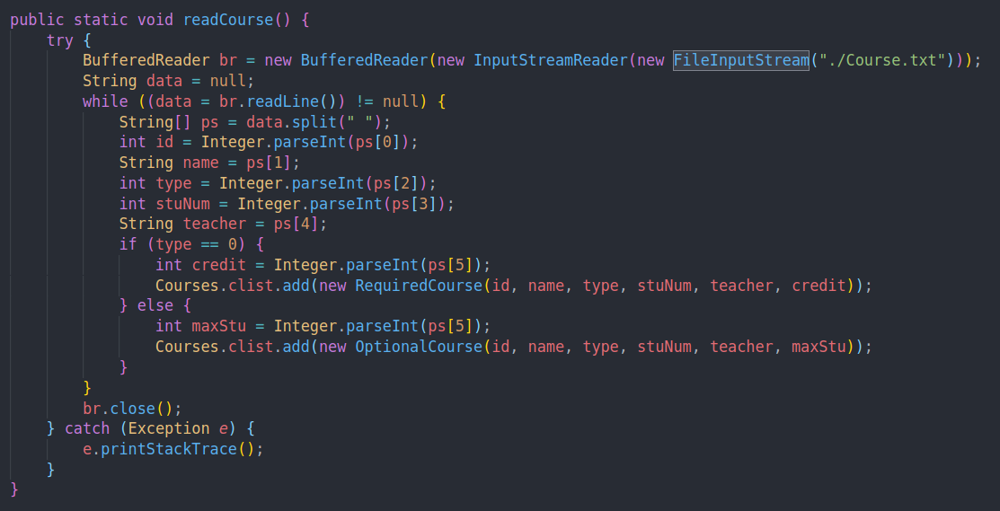 public static void readCourse() {
    try {
        BufferedReader br = new BufferedReader(new InputStreamReader(new FileInputStream("./Course.txt")));
        String data = null;
        while ((data = br.readLine()) != null) {
            String[] ps = data.split(" ");
            int id = Integer.parseInt(ps[0]);
            String name = ps[1];
            int type = Integer.parseInt(ps[2]);
            int stuNum = Integer.parseInt(ps[3]);
            String teacher = ps[4];
            if (type == 0) {
                int credit = Integer.parseInt(ps[5]);
                Courses.clist.add(new RequiredCourse(id, name, type, stuNum, teacher, credit));
            } else {
                int maxStu = Integer.parseInt(ps[5]);
                Courses.clist.add(new OptionalCourse(id, name, type, stuNum, teacher, maxStu));
            }
        }
        br.close();
    } catch (Exception e) {
        e.printStackTrace();
    }
}